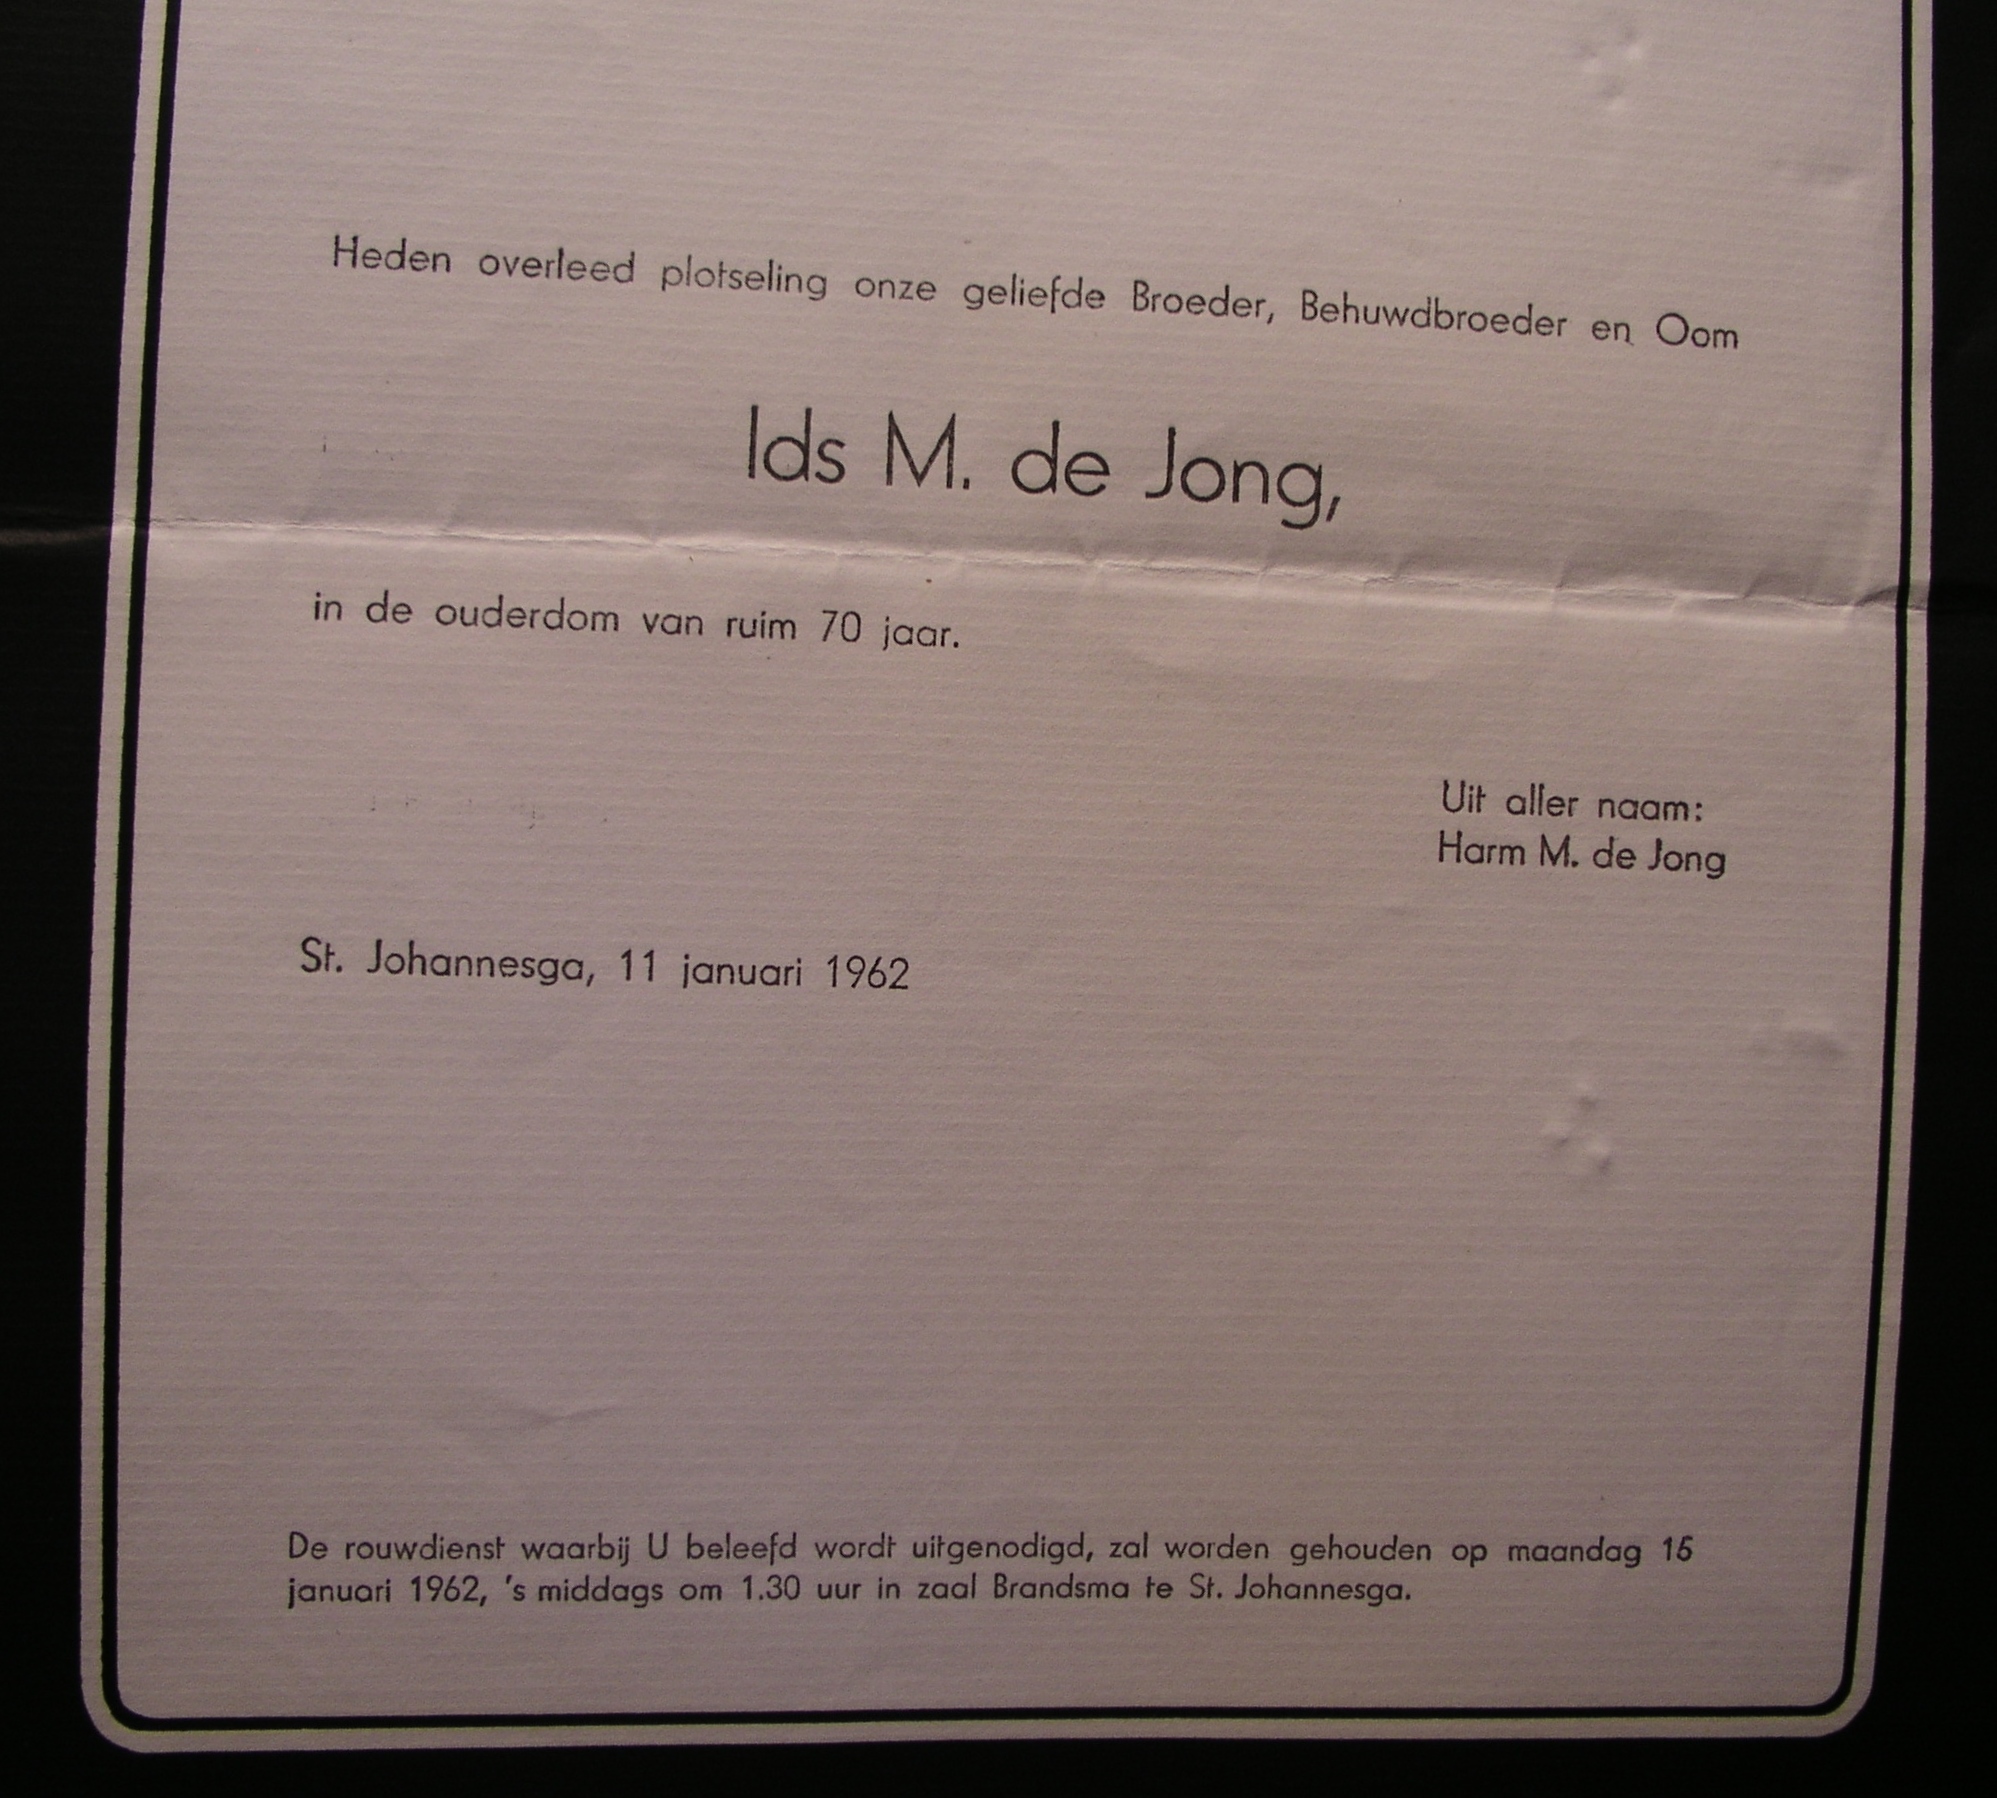 Heden overleed plotseling onze geliefde Broeder, Behuwdbroeder en Oom
Ids M. de Jong,
in de ouderdom van ruim 70 jaar.
Uit aller naam:
Harm M. de Jong
St. Johannesga, 11 januari 1962
De rouwdienst waarbij U beleefd wordt uitgenodigd, zal worden gehouden op maandag 15
januari 1962, 's middags om 1.30 uur in zaal Brandsma te St. Johannesga.